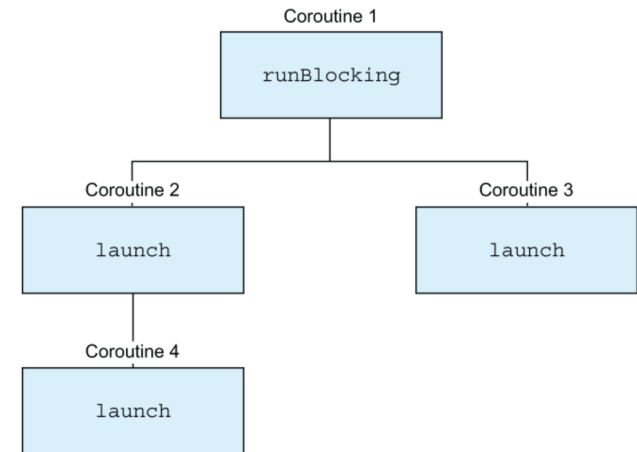 Coroutine 1
runBlocking
Coroutine 2
launch
Coroutine 3
launch
Coroutine 4
launch